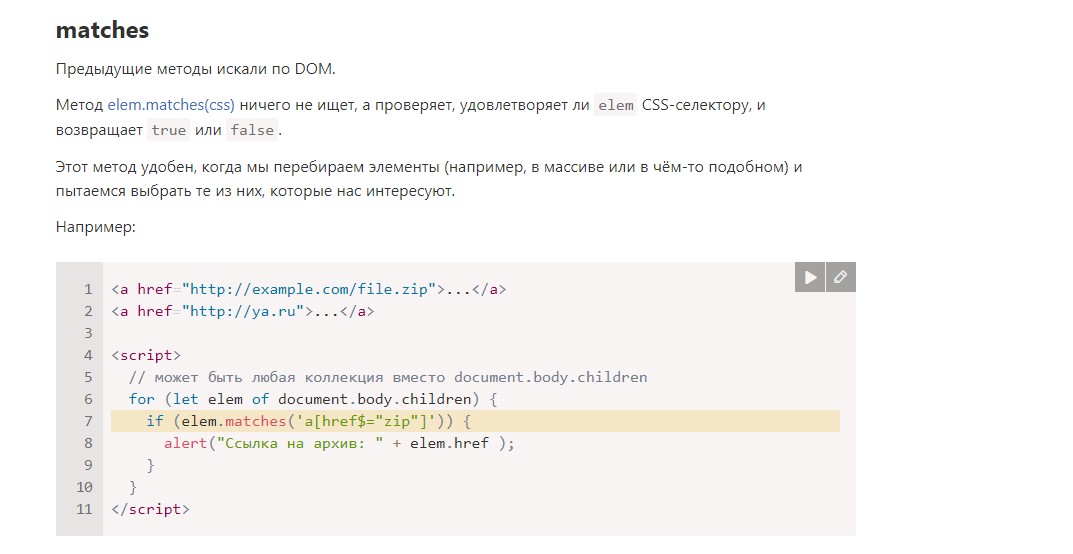 matches
Предыдущие методы искали по DOM.
Метод elem.matches(css) ничего не ищет, а проверяет, удовлетворяет ли elem CSS-селектору, и
возвращает true или false.
Этот метод удобен, когда мы перебираем элементы (например, в массиве или в чём-то подобном) и
пытаемся выбрать те из них, которые нас интересуют.
Например:
1 <a href="http://example.com/file.zip">...</a>
2 <a href="http://ya.ru">...</a>
3
4 <script>
5   // может быть любая коллекция вместо document.body.children
6   for (let elem of document.body.children) {
7     if (elem.matches('a[href$="zip"]')) {
8       alert("Ссылка на архив: " + elem.href );
9     }
10   }
11 </script>